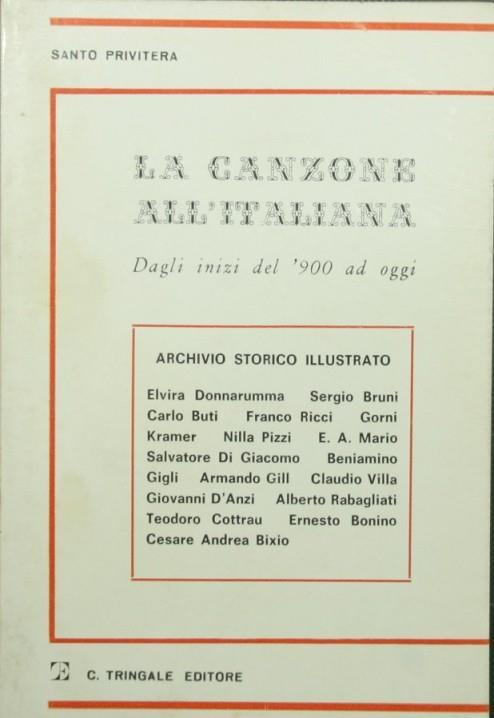 SANTO PRIVITERA
LA CANZONE
ALL'ITALIANA
Dagli inizi del '900 ad oggi
ARCHIVIO STORICO ILLUSTRATO
Elvira Donnarumma Sergio Bruni
Carlo Buti Franco Ricci Gorni
Kramer Nilla Pizzi E. A. Mario
Salvatore Di Giacomo Beniamino
Gigli Armando Gill Claudio Villa
Giovanni D'Anzi Alberto Rabagliati
Teodoro Cottrau Ernesto Bonino
Cesare Andrea Bixio
C. TRINGALE EDITORE